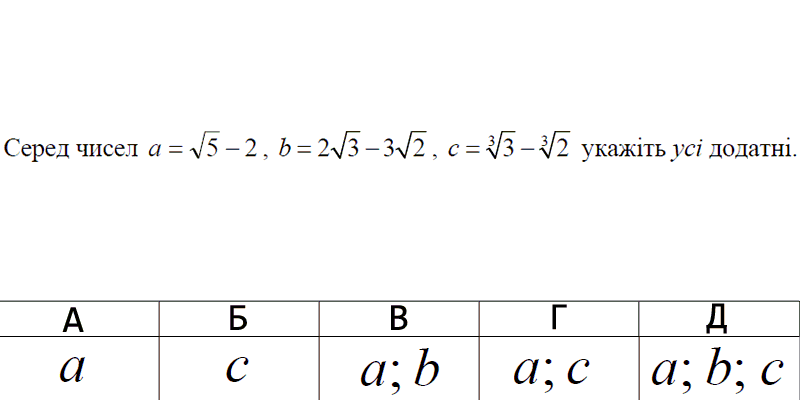 Серед чисел a = √5 − 2 , b = 2√3 − 3√2 , c = ∛3 − ∛2 укажіть усі додатні.
А Б В Г Д
a c a; b a; c a; b; c